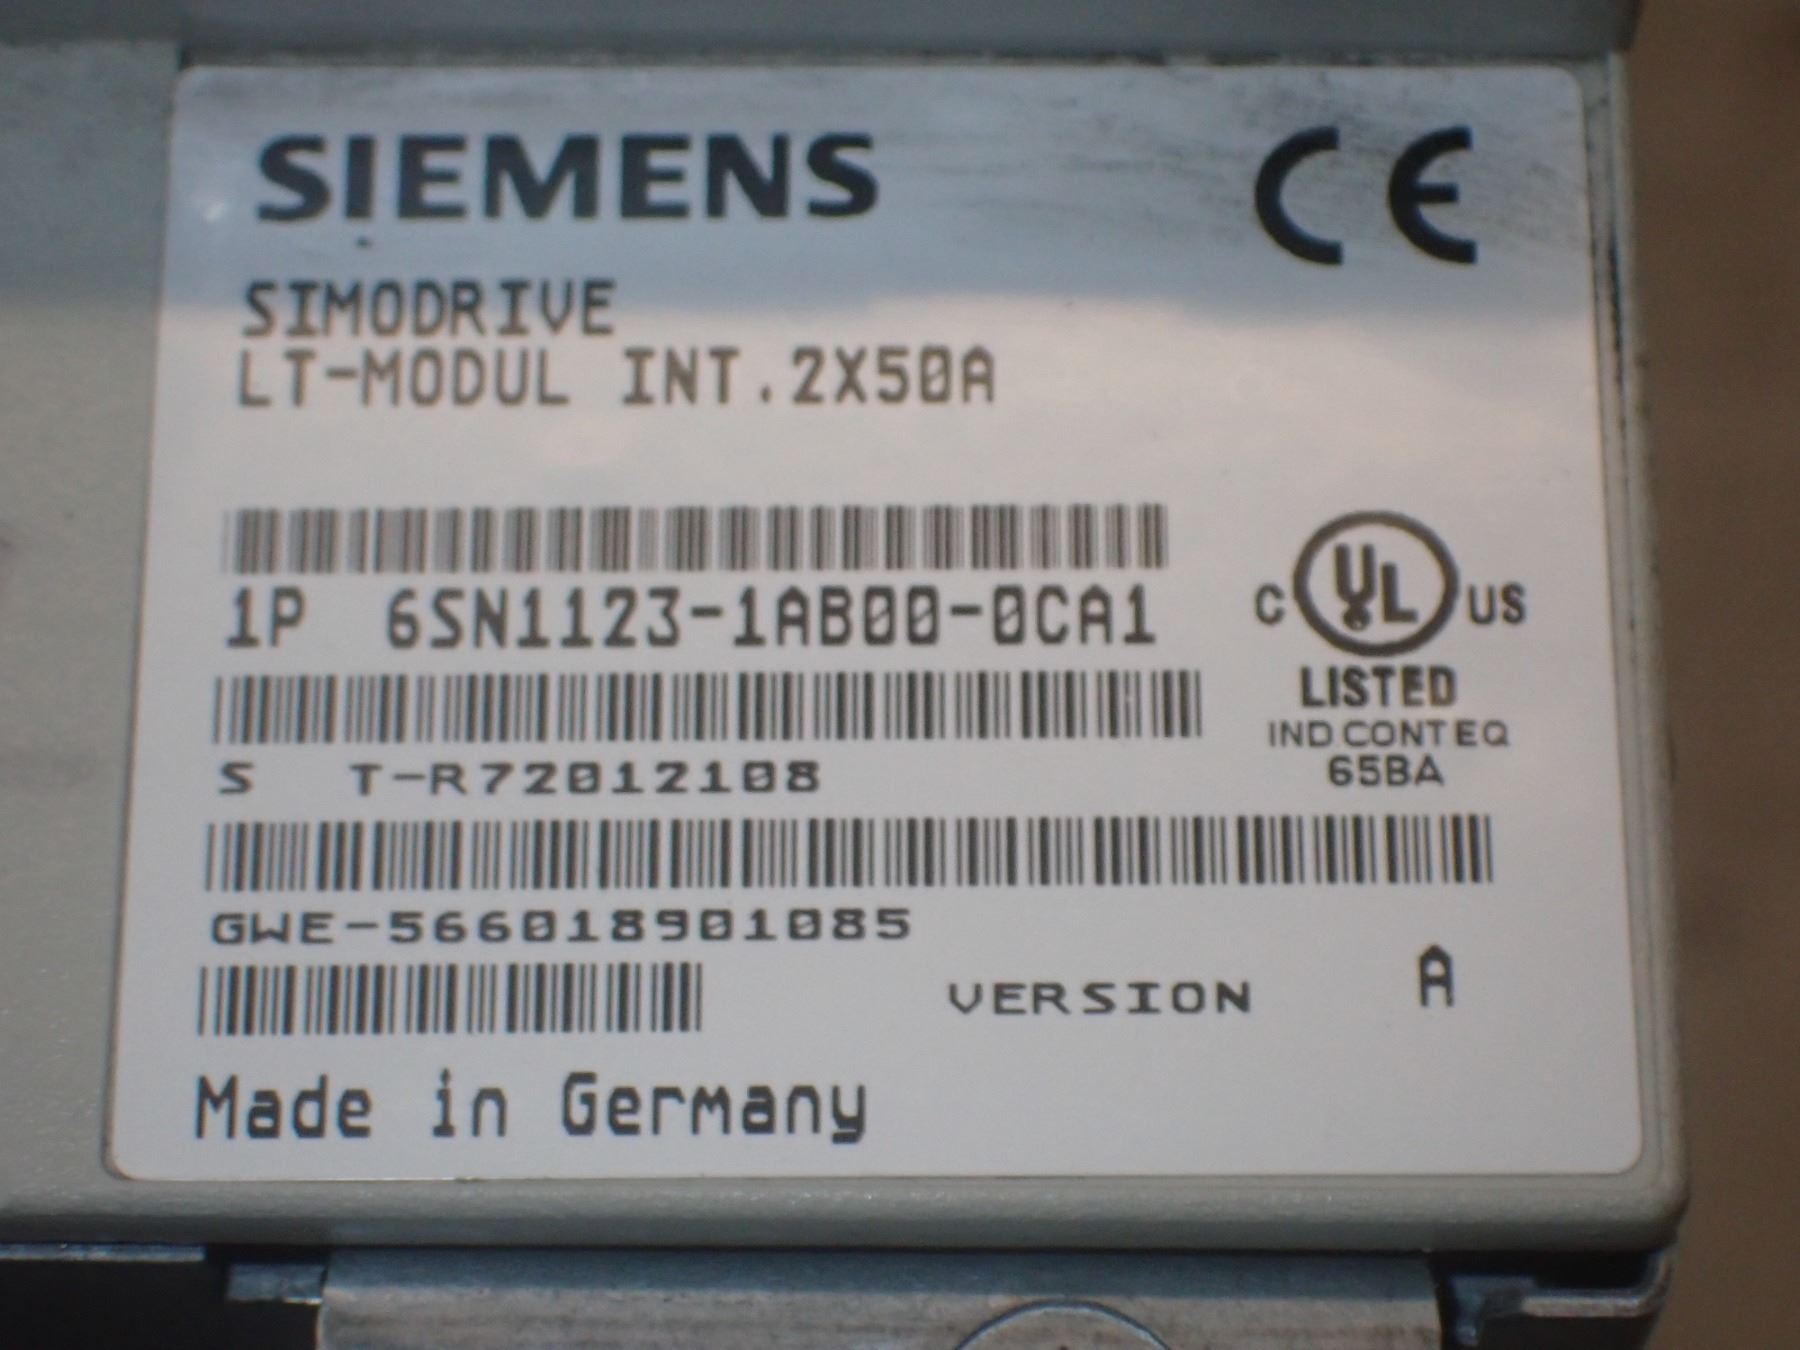 SIEMENS
CE
SIMODRIVE
LT-MODUL INT.2X50A
1P 6SN1123-1AB00-0CA1
C UL US
LISTED
IND CONT EQ
65BA
S T-R72012108
GWE-566018901085
VERSION A
Made in Germany